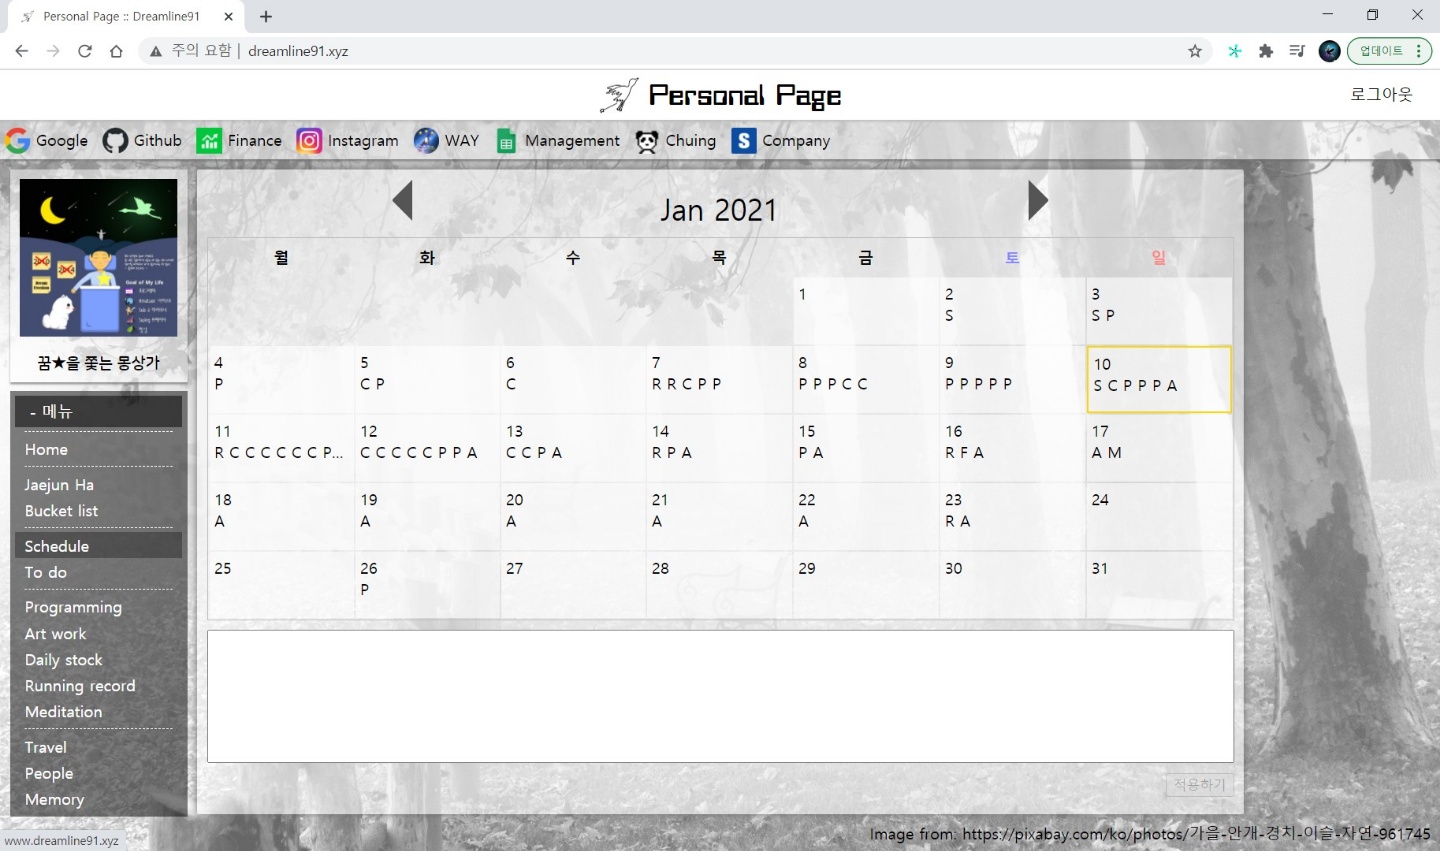 Personal Page :: Dreamline91
주의 요함 | dreamline91.xyz
업데이트
Personal Page
로그아웃
Google Github Finance Instagram WAY Management Chuing Company
꿈★을 쫓는 몽상가
- 메뉴
Home
Jaejun Ha
Bucket list
Schedule
To do
Programming
Art work
Daily stock
Running record
Meditation
Travel
People
Memory
Jan 2021
월 화 수 목 금 토 일
1 2 3
S S P
4 5 6 7 8 9 10
P C P C R R C P P P P P C C P P P P P S C P P P A
11 12 13 14 15 16 17
R C C C C C C P... C C C C C P P A C C P A R P A P A R F A A M
18 19 20 21 22 23 24
A A A A A R A
25 26 27 28 29 30 31
P
적용하기
Image from: https://pixabay.com/ko/photos/가을-안개-경치-이슬-자연-961745
www.dreamline91.xyz